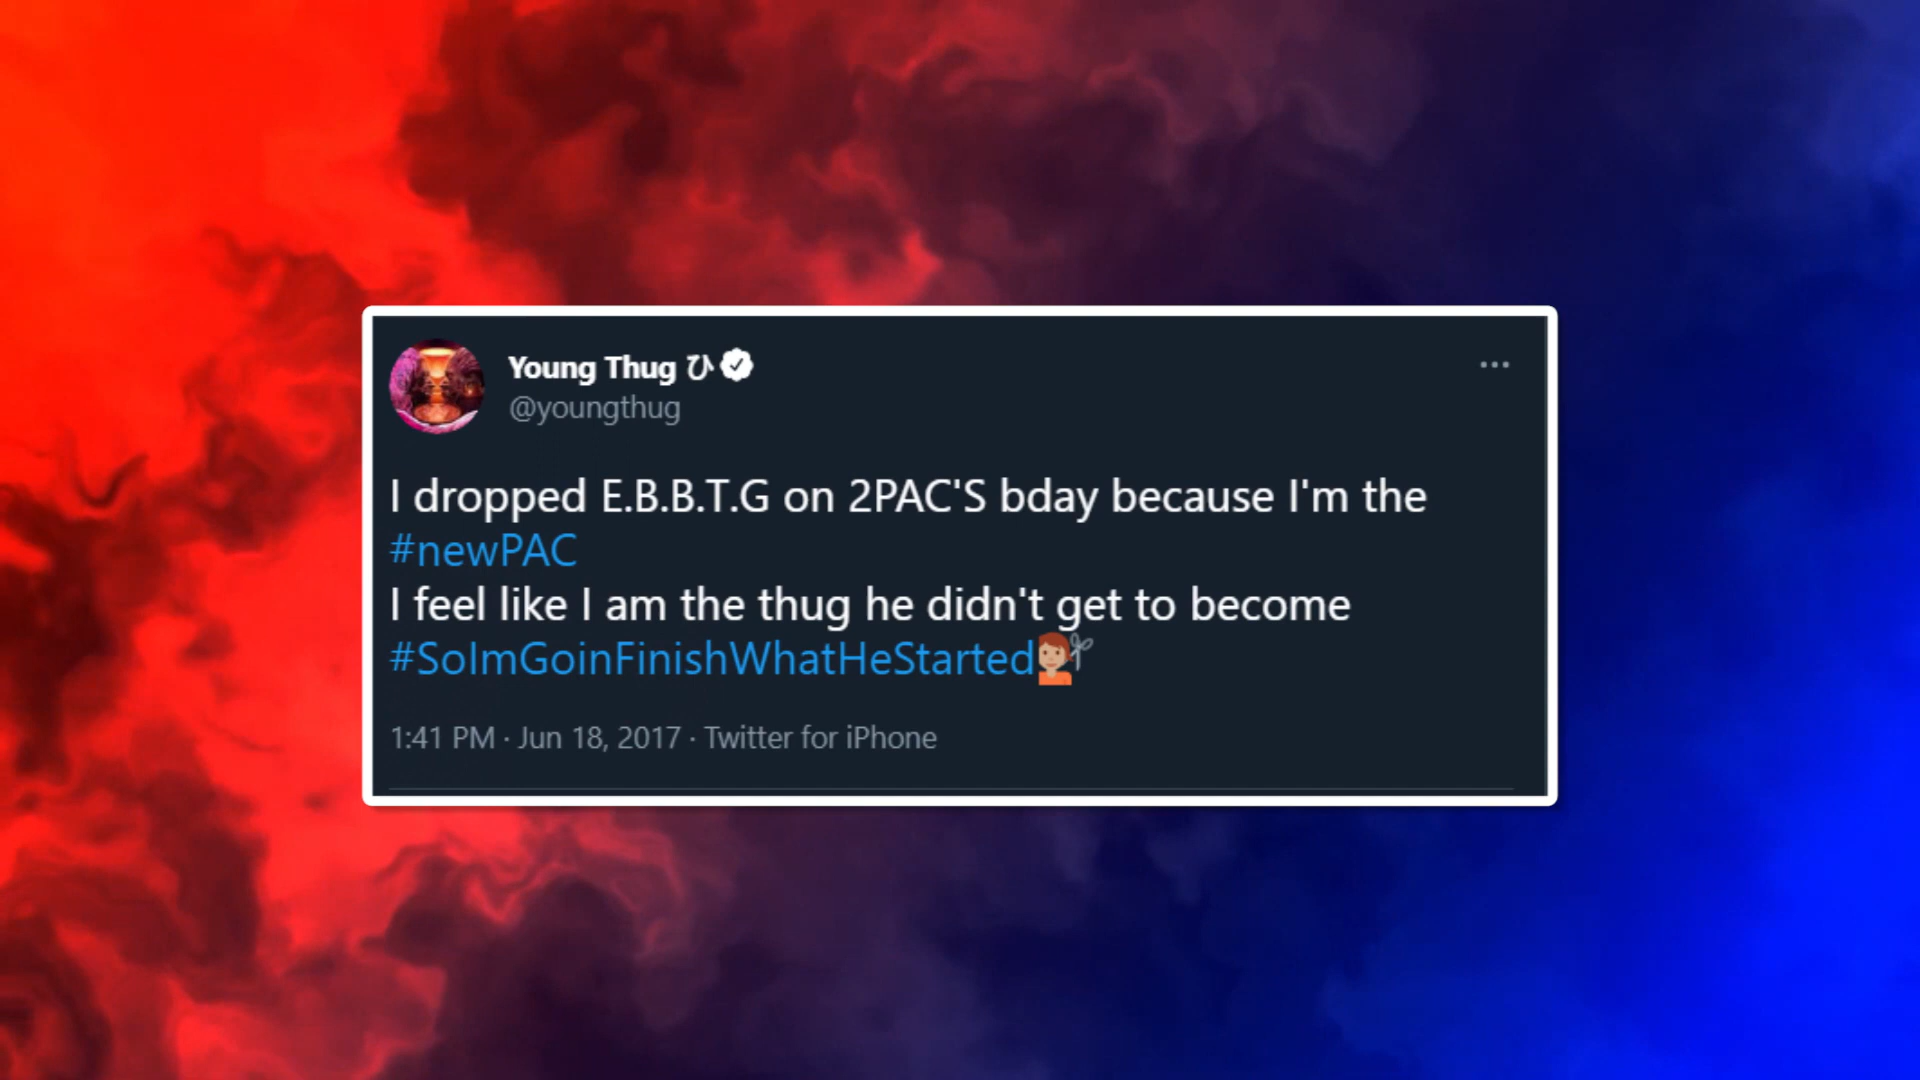 Young Thug ひ
@youngthug
I dropped E.B.B.T.G on 2PAC'S bday because I'm the
#newPAC
I feel like I am the thug he didn't get to become
#SoImGoinFinishWhatHeStarted💇🏽
1:41 PM · Jun 18, 2017 · Twitter for iPhone